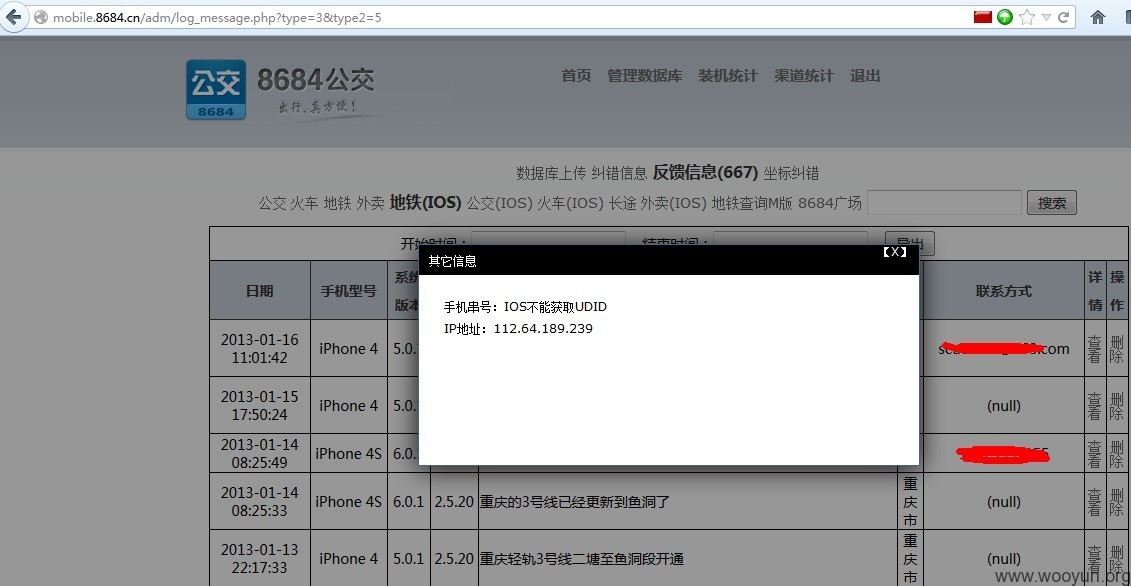 mobile.8684.cn/adm/log_message.php?type=3&type2=5
公交
8684
8684公交
出行,真方便!
首页 管理数据库 装机统计 渠道统计 退出
数据库上传 纠错信息 反馈信息(667) 坐标纠错
公交 火车 地铁 外卖 地铁(IOS) 公交(IOS) 火车(IOS) 长途 外卖(IOS) 地铁查询M版 8684广场 搜索
开始时间: 结束时间: 导出
其它信息 【X】
手机串号: IOS不能获取UDID
IP地址: 112.64.189.239
日期 手机型号 系统版本 联系方式 详情 操作
2013-01-16 11:01:42 iPhone 4 5.0. .com 查看 删除
2013-01-15 17:50:24 iPhone 4 5.0. (null) 查看 删除
2013-01-14 08:25:49 iPhone 4S 6.0. 查看 删除
2013-01-14 08:25:33 iPhone 4S 6.0.1 2.5.20 重庆的3号线已经更新到鱼洞了 重庆市 (null) 查看 删除
2013-01-13 22:17:33 iPhone 4 5.0.1 2.5.20 重庆轻轨3号线二塘至鱼洞段开通 重庆市 (null) 查看 删除
www.wooyun.org